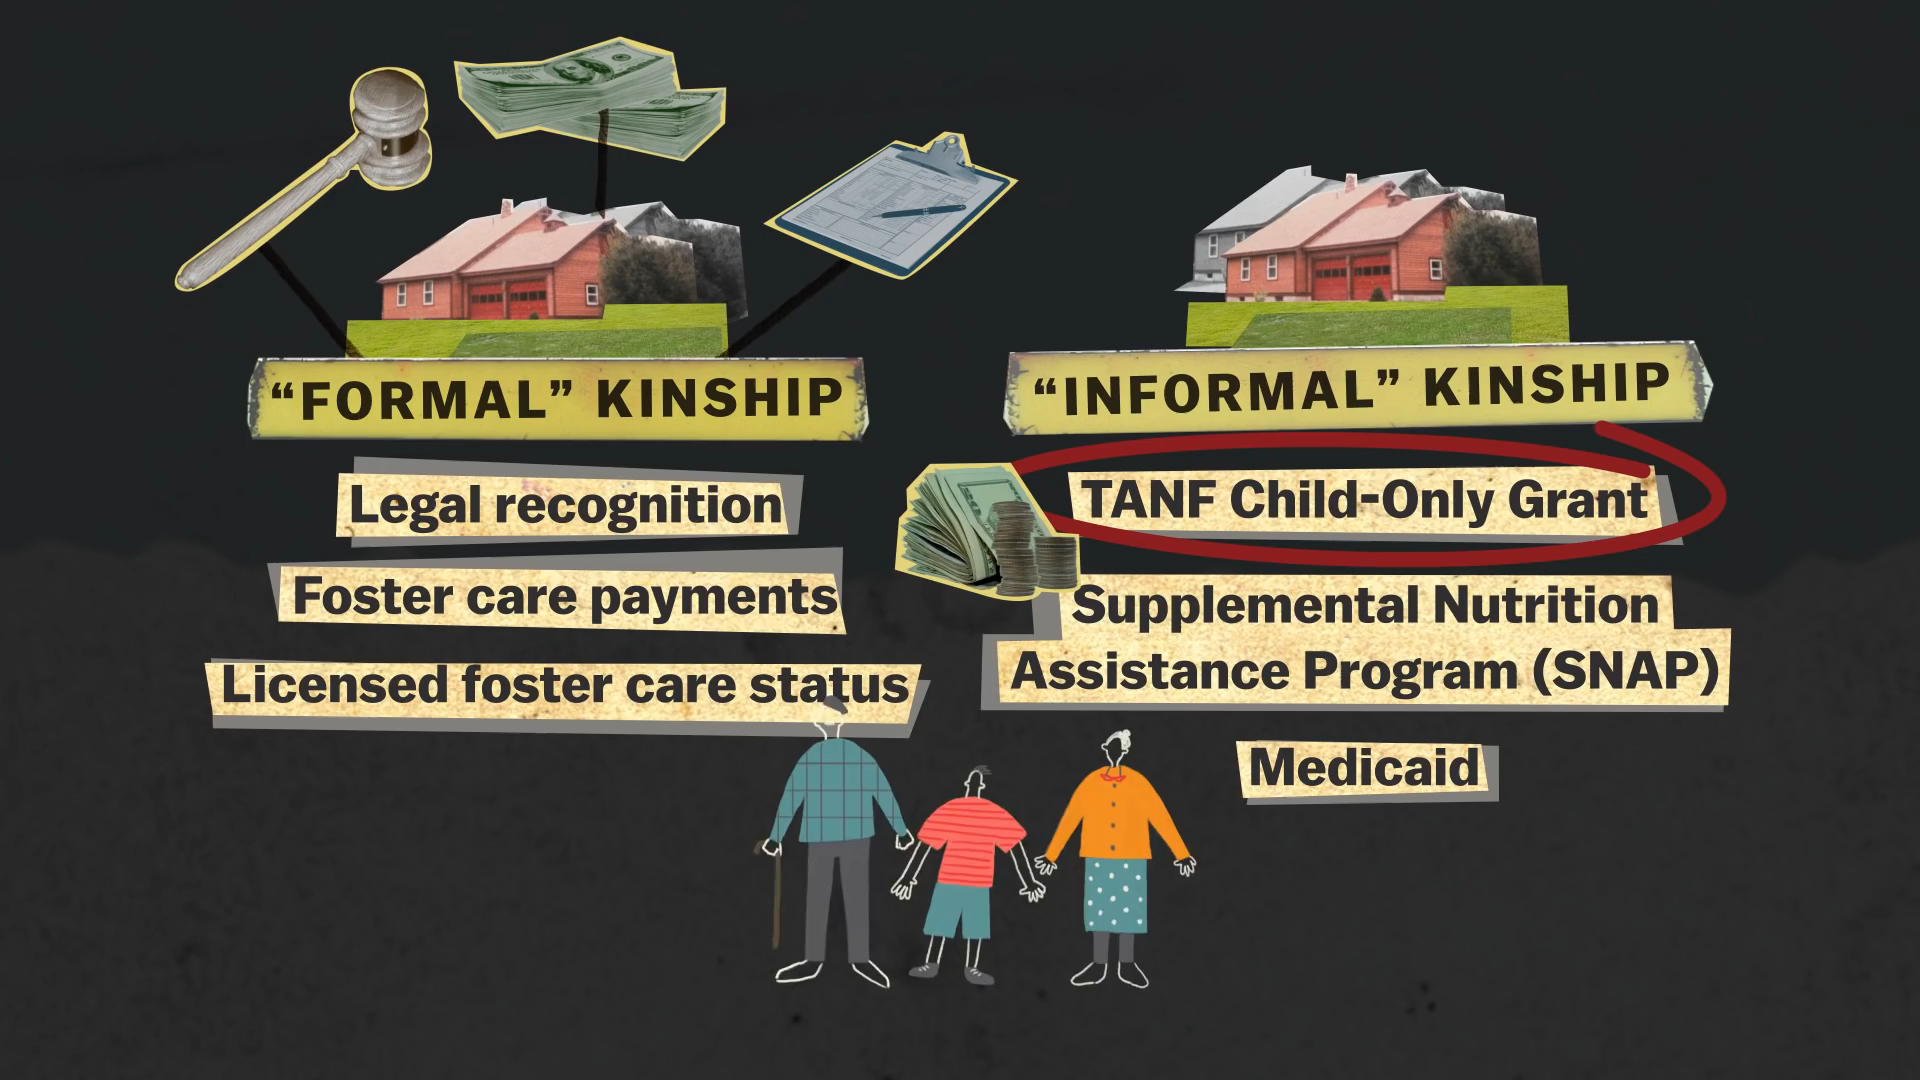 “FORMAL” KINSHIP
Legal recognition
Foster care payments
Licensed foster care status
“INFORMAL” KINSHIP
TANF Child-Only Grant
Supplemental Nutrition
Assistance Program (SNAP)
Medicaid